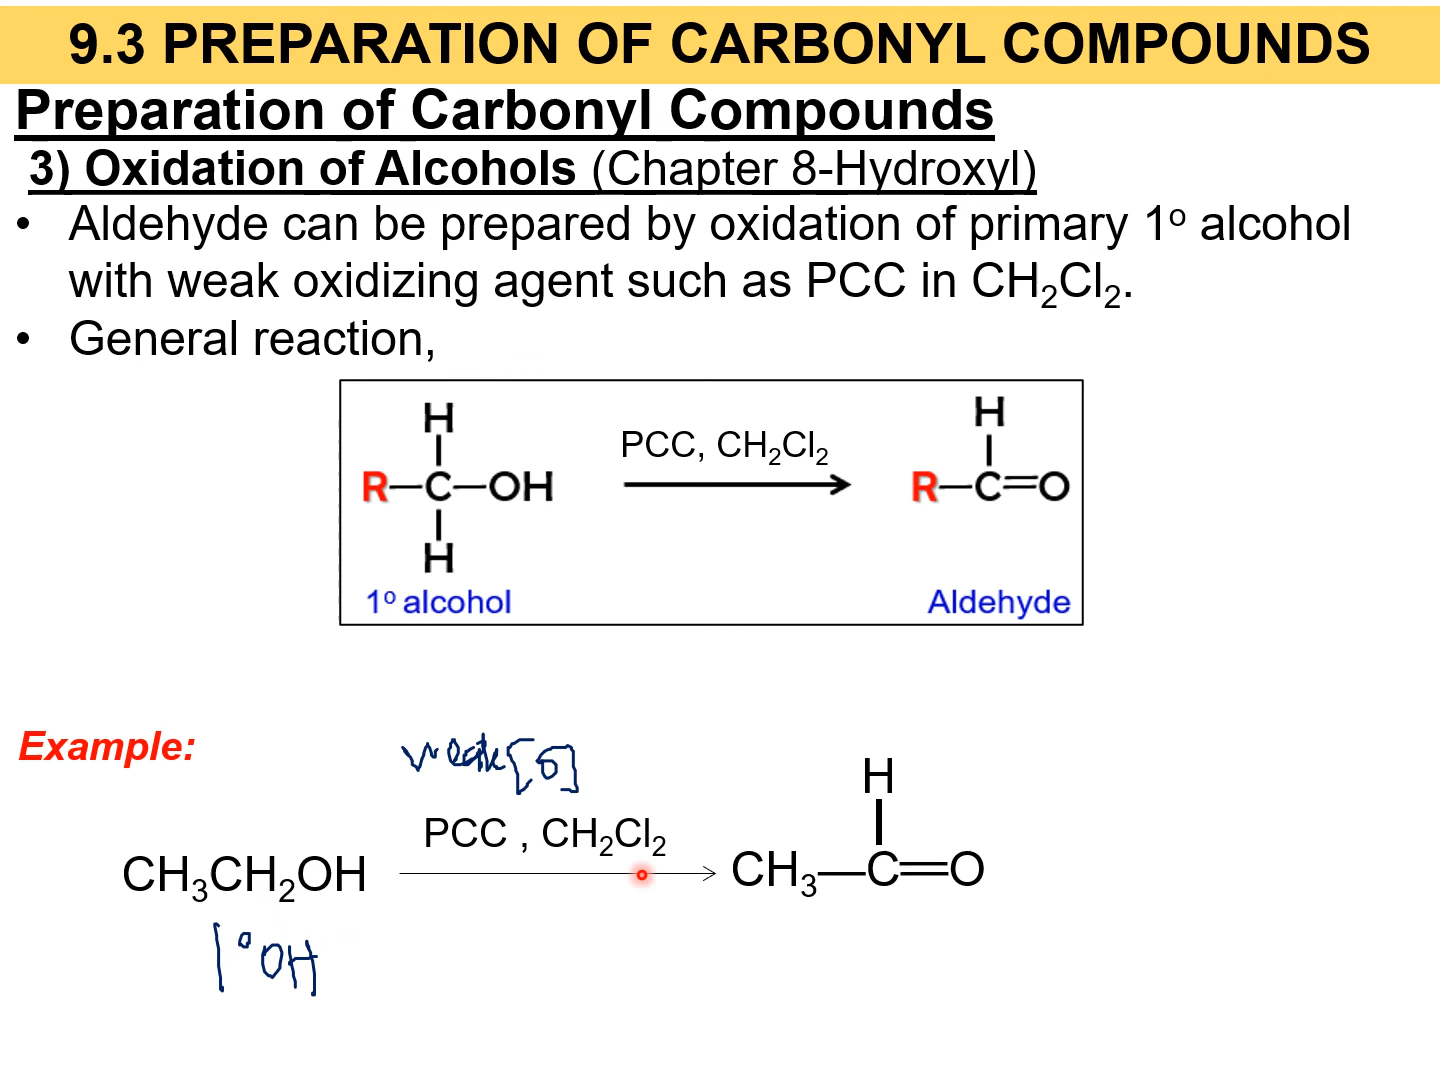 9.3 PREPARATION OF CARBONYL COMPOUNDS
Preparation of Carbonyl Compounds
3) Oxidation of Alcohols (Chapter 8-Hydroxyl)
• Aldehyde can be prepared by oxidation of primary 1º alcohol
with weak oxidizing agent such as PCC in CH₂Cl₂.
• General reaction,
H
R—C—OH
H
1º alcohol
PCC, CH₂Cl₂
H
R—C=O
Aldehyde
Example:
weak [O]
PCC , CH₂Cl₂
CH₃CH₂OH
1º OH
H
CH₃—C=O